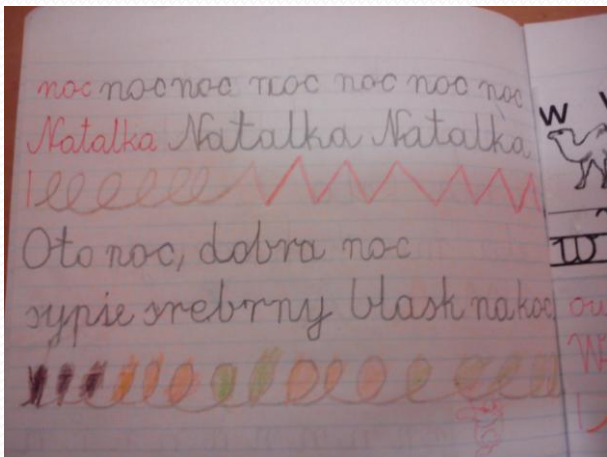 noc noc noc noc noc noc noc
Natalka Natalka Natalka
Oto noc, dobra noc
sypie srebrny blask na koc
W
W
ou